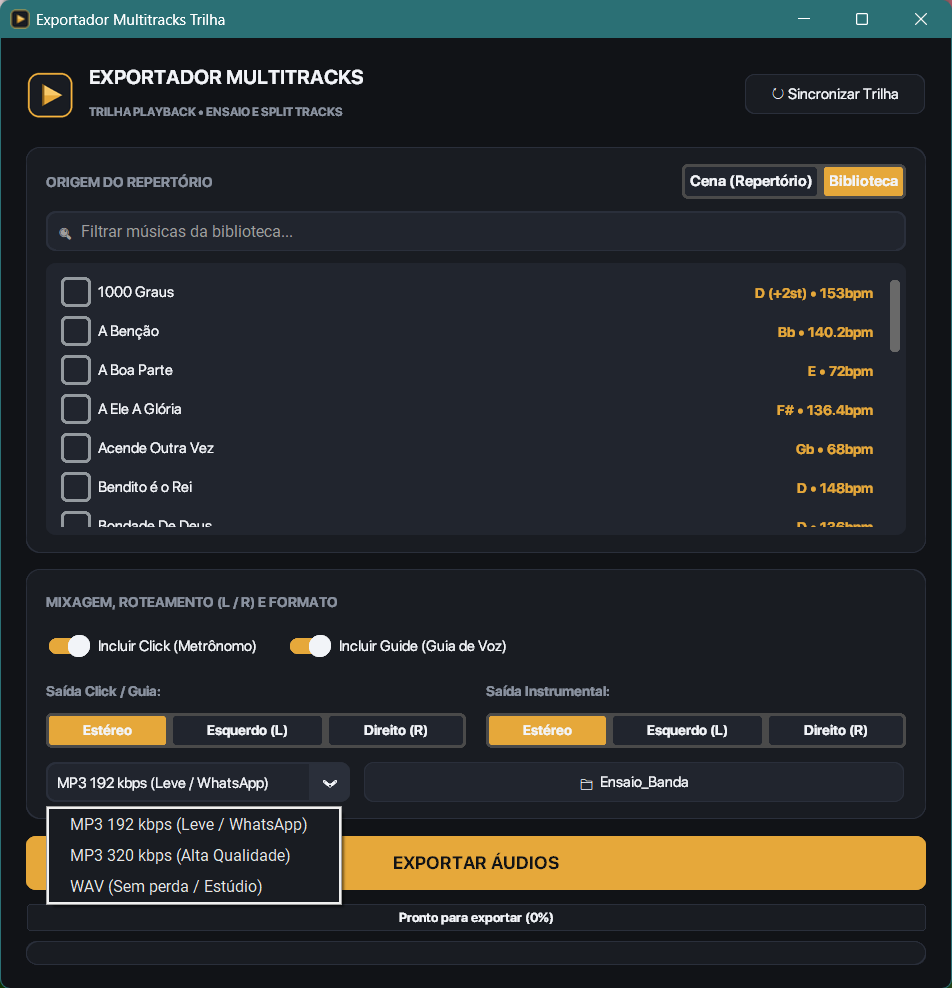 Exportador Multitracks Trilha
EXPORTADOR MULTITRACKS
TRILHA PLAYBACK • ENSAIO E SPLIT TRACKS
Sincronizar Trilha
ORIGEM DO REPERTÓRIO
Cena (Repertório) Biblioteca
Filtrar músicas da biblioteca...
1000 Graus D (+2st) • 153bpm
A Benção Bb • 140.2bpm
A Boa Parte E • 72bpm
A Ele A Glória F# • 136.4bpm
Acende Outra Vez Gb • 68bpm
Bendito é o Rei D • 148bpm
Bondade De Deus D • 136bpm
MIXAGEM, ROTEAMENTO (L / R) E FORMATO
Incluir Click (Metrônomo) Incluir Guide (Guia de Voz)
Saída Click / Guia: Saída Instrumental:
Estéreo Esquerdo (L) Direito (R) Estéreo Esquerdo (L) Direito (R)
MP3 192 kbps (Leve / WhatsApp) Ensaio_Banda
MP3 192 kbps (Leve / WhatsApp)
MP3 320 kbps (Alta Qualidade)
WAV (Sem perda / Estúdio)
EXPORTAR ÁUDIOS
Pronto para exportar (0%)